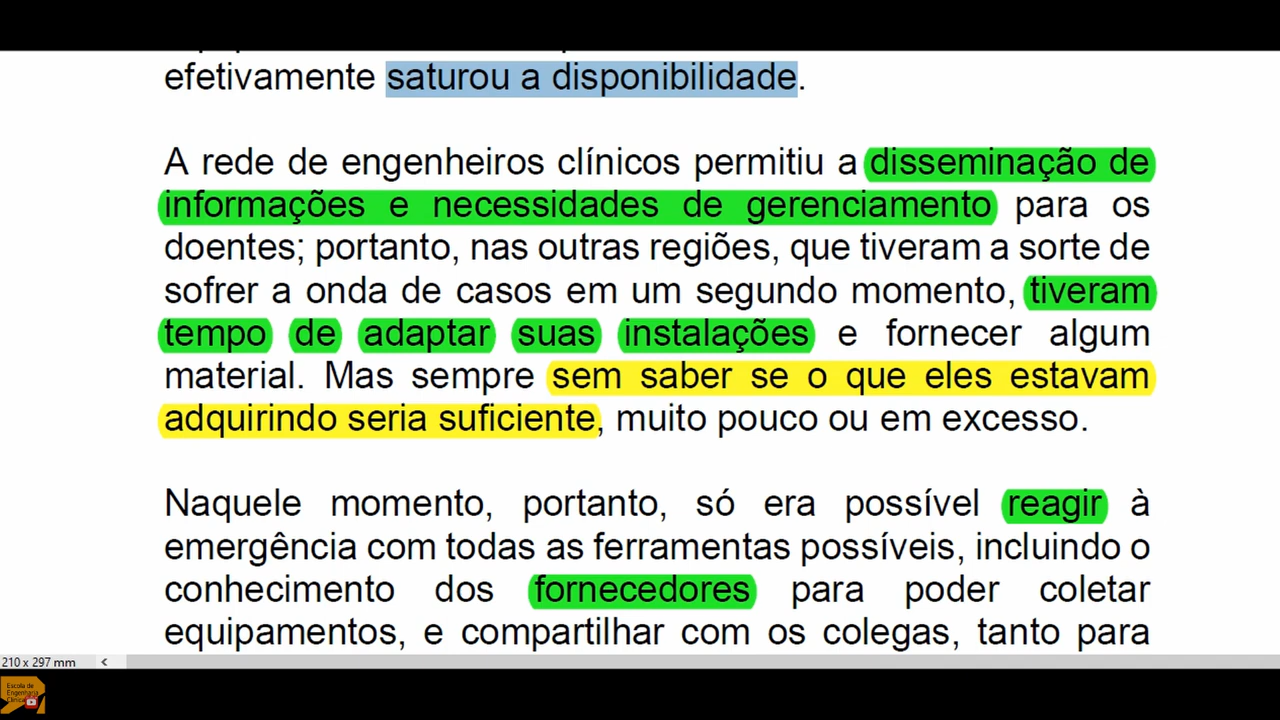 efetivamente saturou a disponibilidade.
A rede de engenheiros clínicos permitiu a disseminação de
informações e necessidades de gerenciamento para os
doentes; portanto, nas outras regiões, que tiveram a sorte de
sofrer a onda de casos em um segundo momento, tiveram
tempo de adaptar suas instalações e fornecer algum
material. Mas sempre sem saber se o que eles estavam
adquirindo seria suficiente, muito pouco ou em excesso.
Naquele momento, portanto, só era possível reagir à
emergência com todas as ferramentas possíveis, incluindo o
conhecimento dos fornecedores para poder coletar
equipamentos, e compartilhar com os colegas, tanto para
210 x 297 mm
Escola de
Engenharia
Clínica